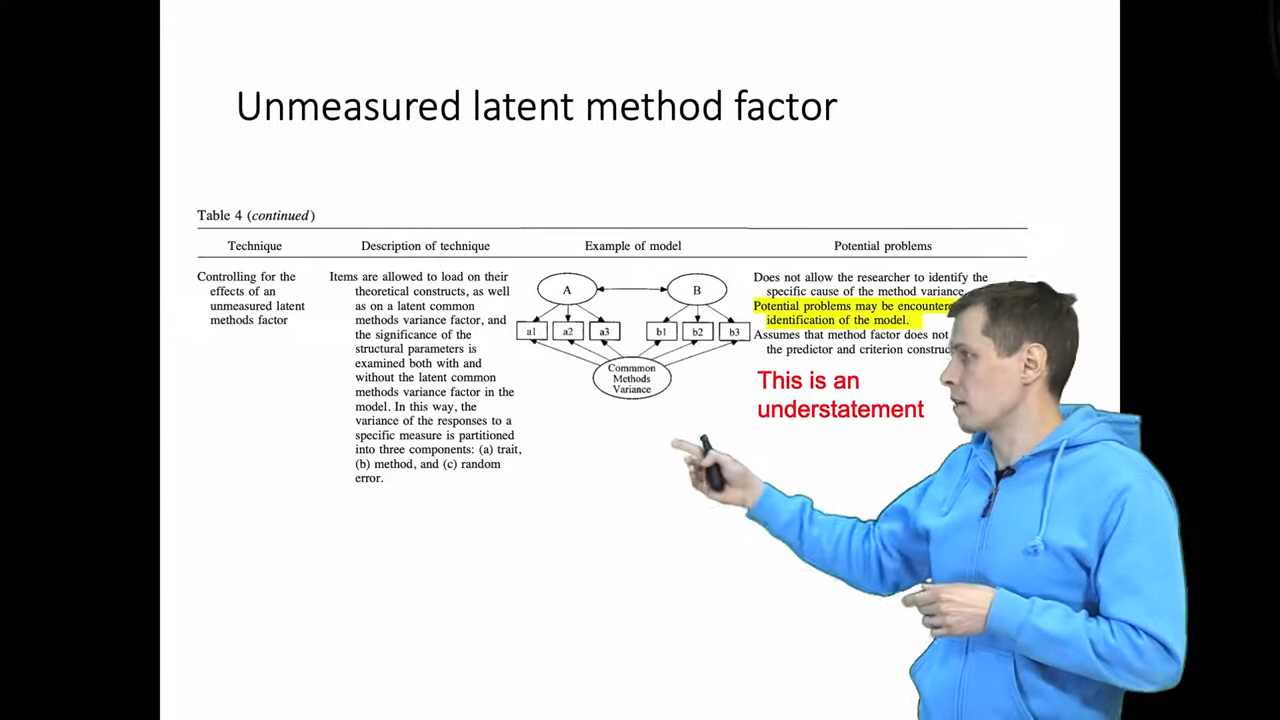 Unmeasured latent method factor
Table 4 (continued)
Technique
Description of technique
Example of model
Potential problems
Controlling for the
effects of an
unmeasured latent
methods factor
Items are allowed to load on their
theoretical constructs, as well
as on a latent common
methods variance factor, and
the significance of the
structural parameters is
examined both with and
without the latent common
methods variance factor in the
model. In this way, the
variance of the responses to a
specific measure is partitioned
into three components: (a) trait,
(b) method, and (c) random
error.
A
B
a1 a2 a3 b1 b2 b3
Commmon
Methods
Variance
Does not allow the researcher to identify the
specific cause of the method variance.
Potential problems may be
identification of the model.
Assumes that method factor does not
the predictor and criterion
This is an
understatement